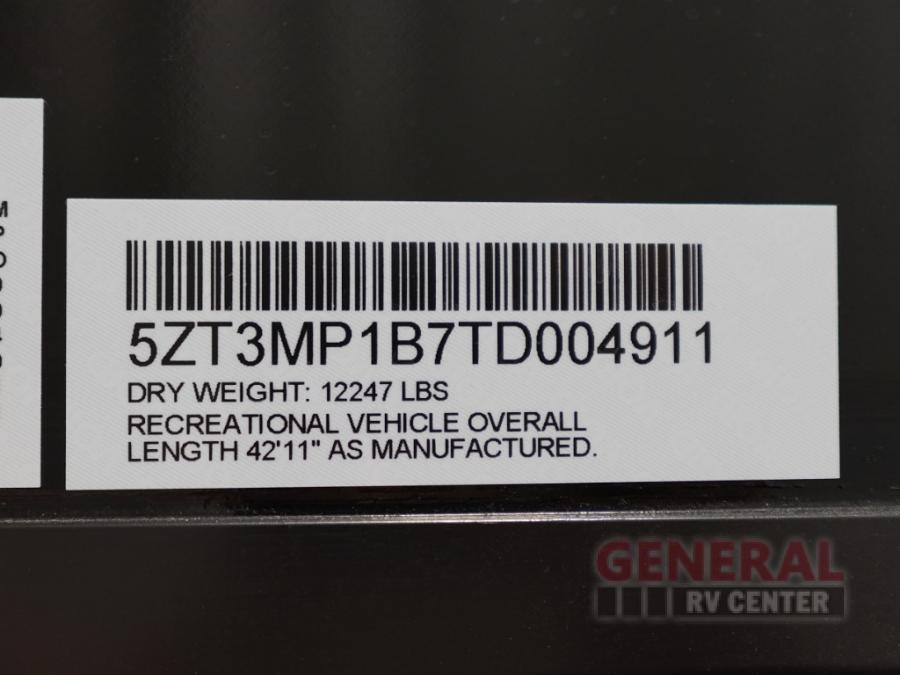 5ZT3MP1B7TD004911
DRY WEIGHT: 12247 LBS
RECREATIONAL VEHICLE OVERALL
LENGTH 42'11" AS MANUFACTURED.
GENERAL
RV CENTER